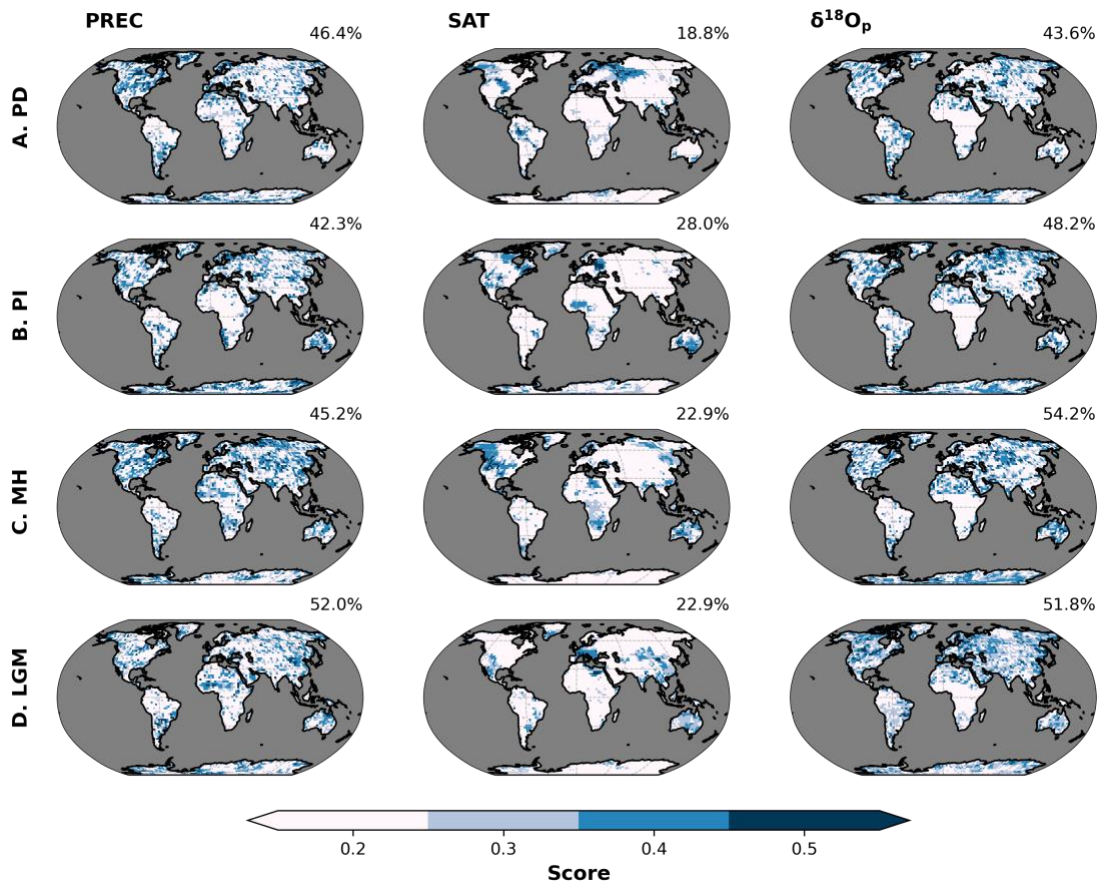 PREC SAT δ¹⁸Oₚ
46.4% 18.8% 43.6%
A. PD
42.3% 28.0% 48.2%
B. PI
45.2% 22.9% 54.2%
C. MH
52.0% 22.9% 51.8%
D. LGM
0.2 0.3 0.4 0.5
Score